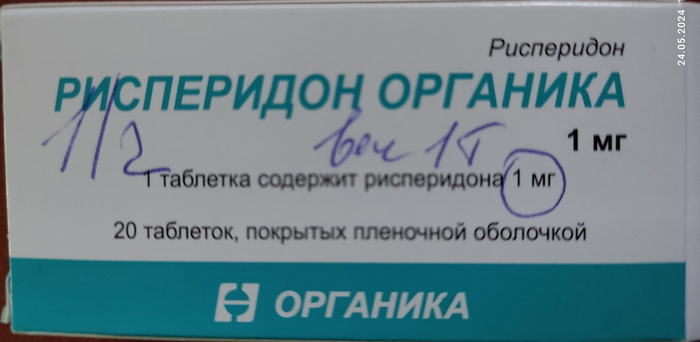 Рисперидон
РИСПЕРИДОН ОРГАНИКА
1 мг
1/2 веч 1т
1 таблетка содержит рисперидона 1 мг
20 таблеток, покрытых пленочной оболочкой
ОРГАНИКА
24.05.2024